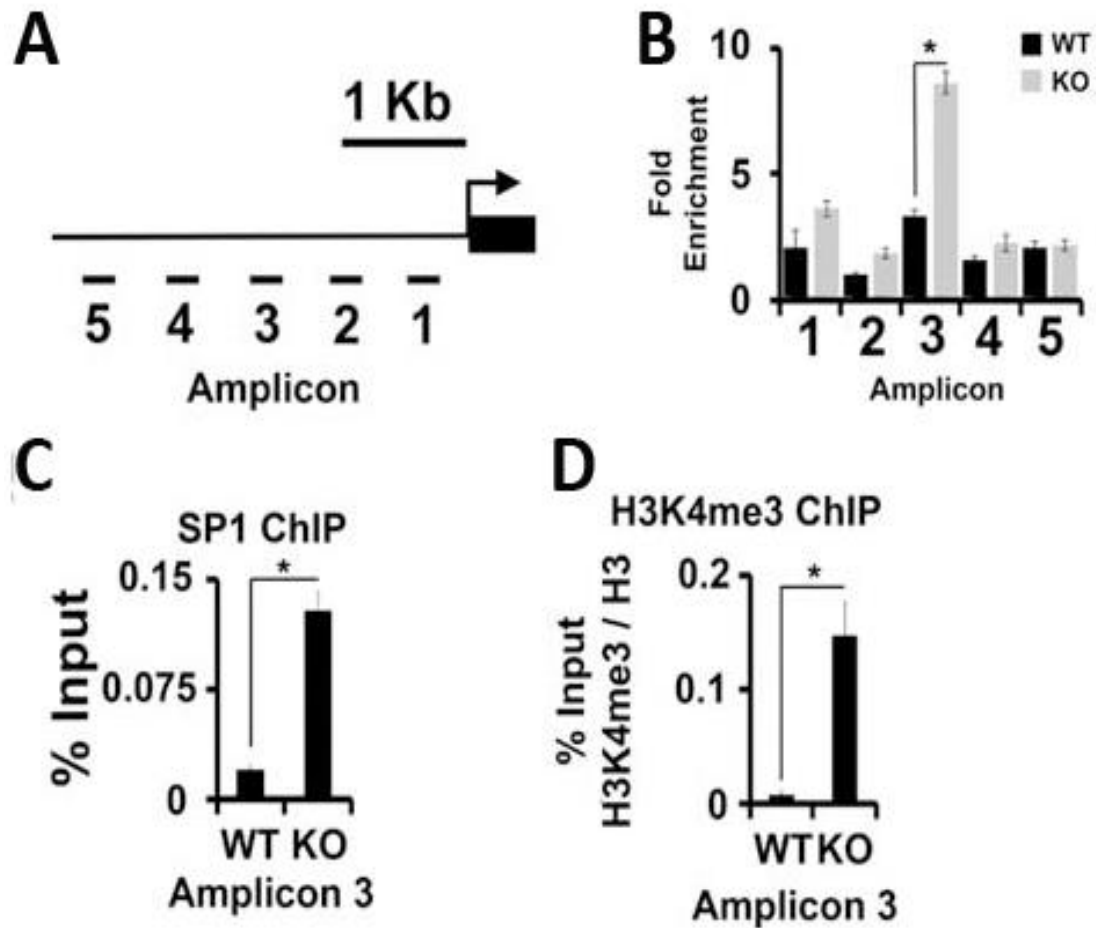 A
1 Kb
5 4 3 2 1
Amplicon
B
WT
KO
*
Fold
Enrichment
10
5
0
1 2 3 4 5
Amplicon
C
SP1 ChIP
*
% Input
0.15
0.075
0
WT KO
Amplicon 3
D
H3K4me3 ChIP
*
% Input
H3K4me3 / H3
0.2
0.1
0
WT KO
Amplicon 3